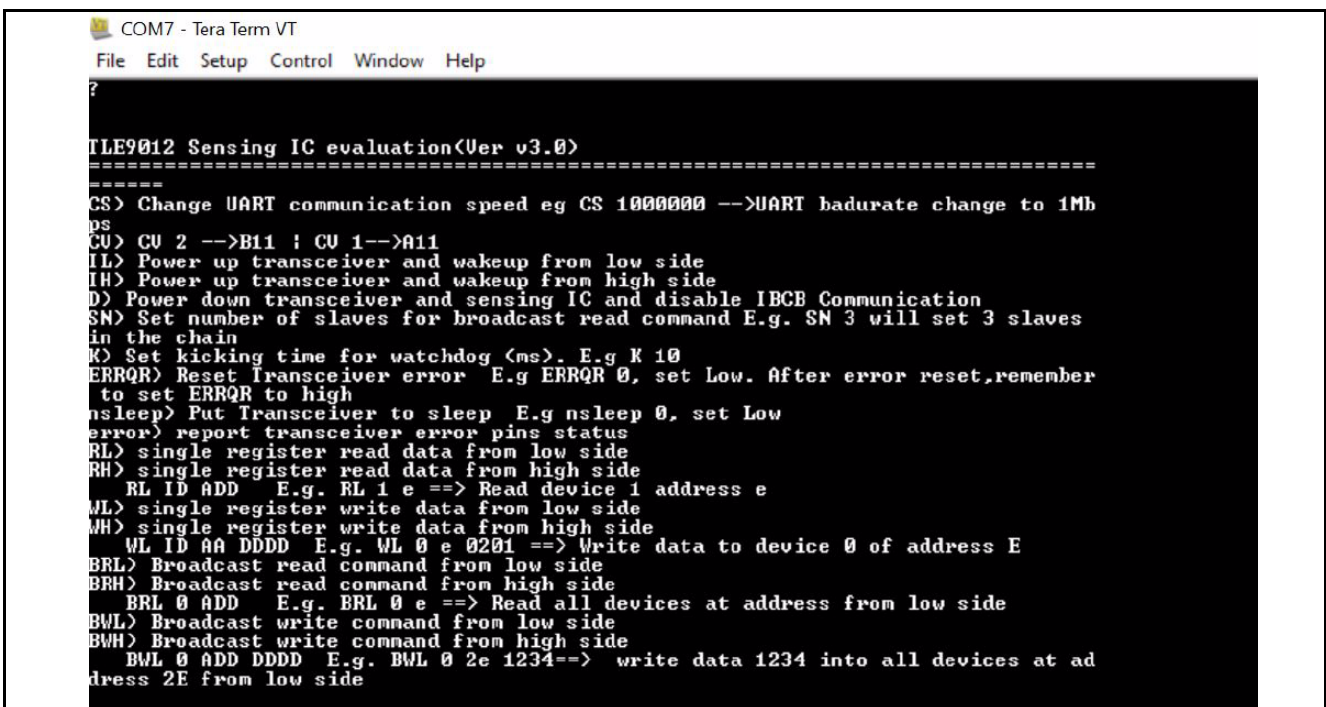 COM7 - Tera Term VT
File Edit Setup Control Window Help
?
TLE9012 Sensing IC evaluation(Ver v3.0)
===============================================================================
======
CS) Change UART communication speed eg CS 1000000 -->UART badurate change to 1Mb
ps
CV) CV 2 -->B11 ¦ CV 1-->A11
IL) Power up transceiver and wakeup from low side
IH) Power up transceiver and wakeup from high side
D) Power down transceiver and sensing IC and disable IBCB Communication
SN) Set number of slaves for broadcast read command E.g. SN 3 will set 3 slaves
in the chain
K) Set kicking time for watchdog (ms). E.g K 10
ERRQR) Reset Transceiver error  E.g ERRQR 0, set Low. After error reset,remember
 to set ERRQR to high
nsleep) Put Transceiver to sleep  E.g nsleep 0, set Low
error) report transceiver error pins status
RL) single register read data from low side
RH) single register read data from high side
   RL ID ADD   E.g. RL 1 e ==> Read device 1 address e
WL) single register write data from low side
WH) single register write data from high side
   WL ID AA DDDD  E.g. WL 0 e 0201 ==> Write data to device 0 of address E
BRL) Broadcast read command from low side
BRH) Broadcast read command from high side
   BRL 0 ADD   E.g. BRL 0 e ==> Read all devices at address from low side
BWL) Broadcast write command from low side
BWH) Broadcast write command from high side
   BWL 0 ADD DDDD  E.g. BWL 0 2e 1234==>  write data 1234 into all devices at ad
dress 2E from low side